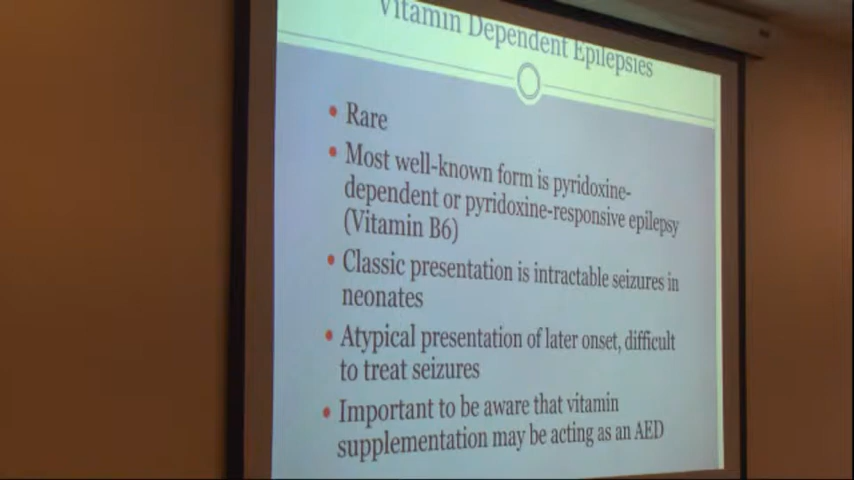 Vitamin Dependent Epilepsies
• Rare
• Most well-known form is pyridoxine-
dependent or pyridoxine-responsive epilepsy
(Vitamin B6)
• Classic presentation is intractable seizures in
neonates
• Atypical presentation of later onset, difficult
to treat seizures
• Important to be aware that vitamin
supplementation may be acting as an AED